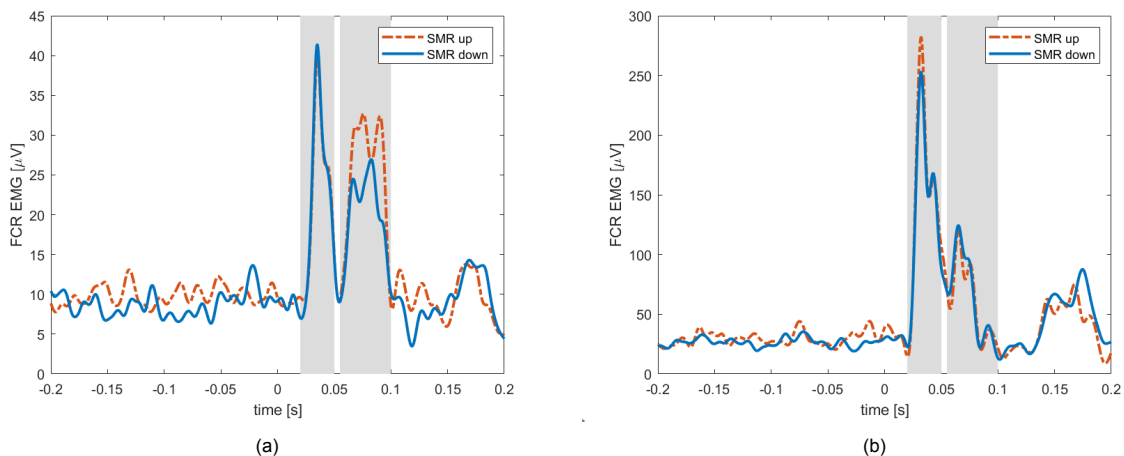 45
40
35
30
25
20
15
10
5
0
FCR EMG [μV]
SMR up
SMR down
-0.2 -0.15 -0.1 -0.05 0 0.05 0.1 0.15 0.2
time [s]
(a)
300
250
200
150
100
50
0
FCR EMG [μV]
SMR up
SMR down
-0.2 -0.15 -0.1 -0.05 0 0.05 0.1 0.15 0.2
time [s]
(b)